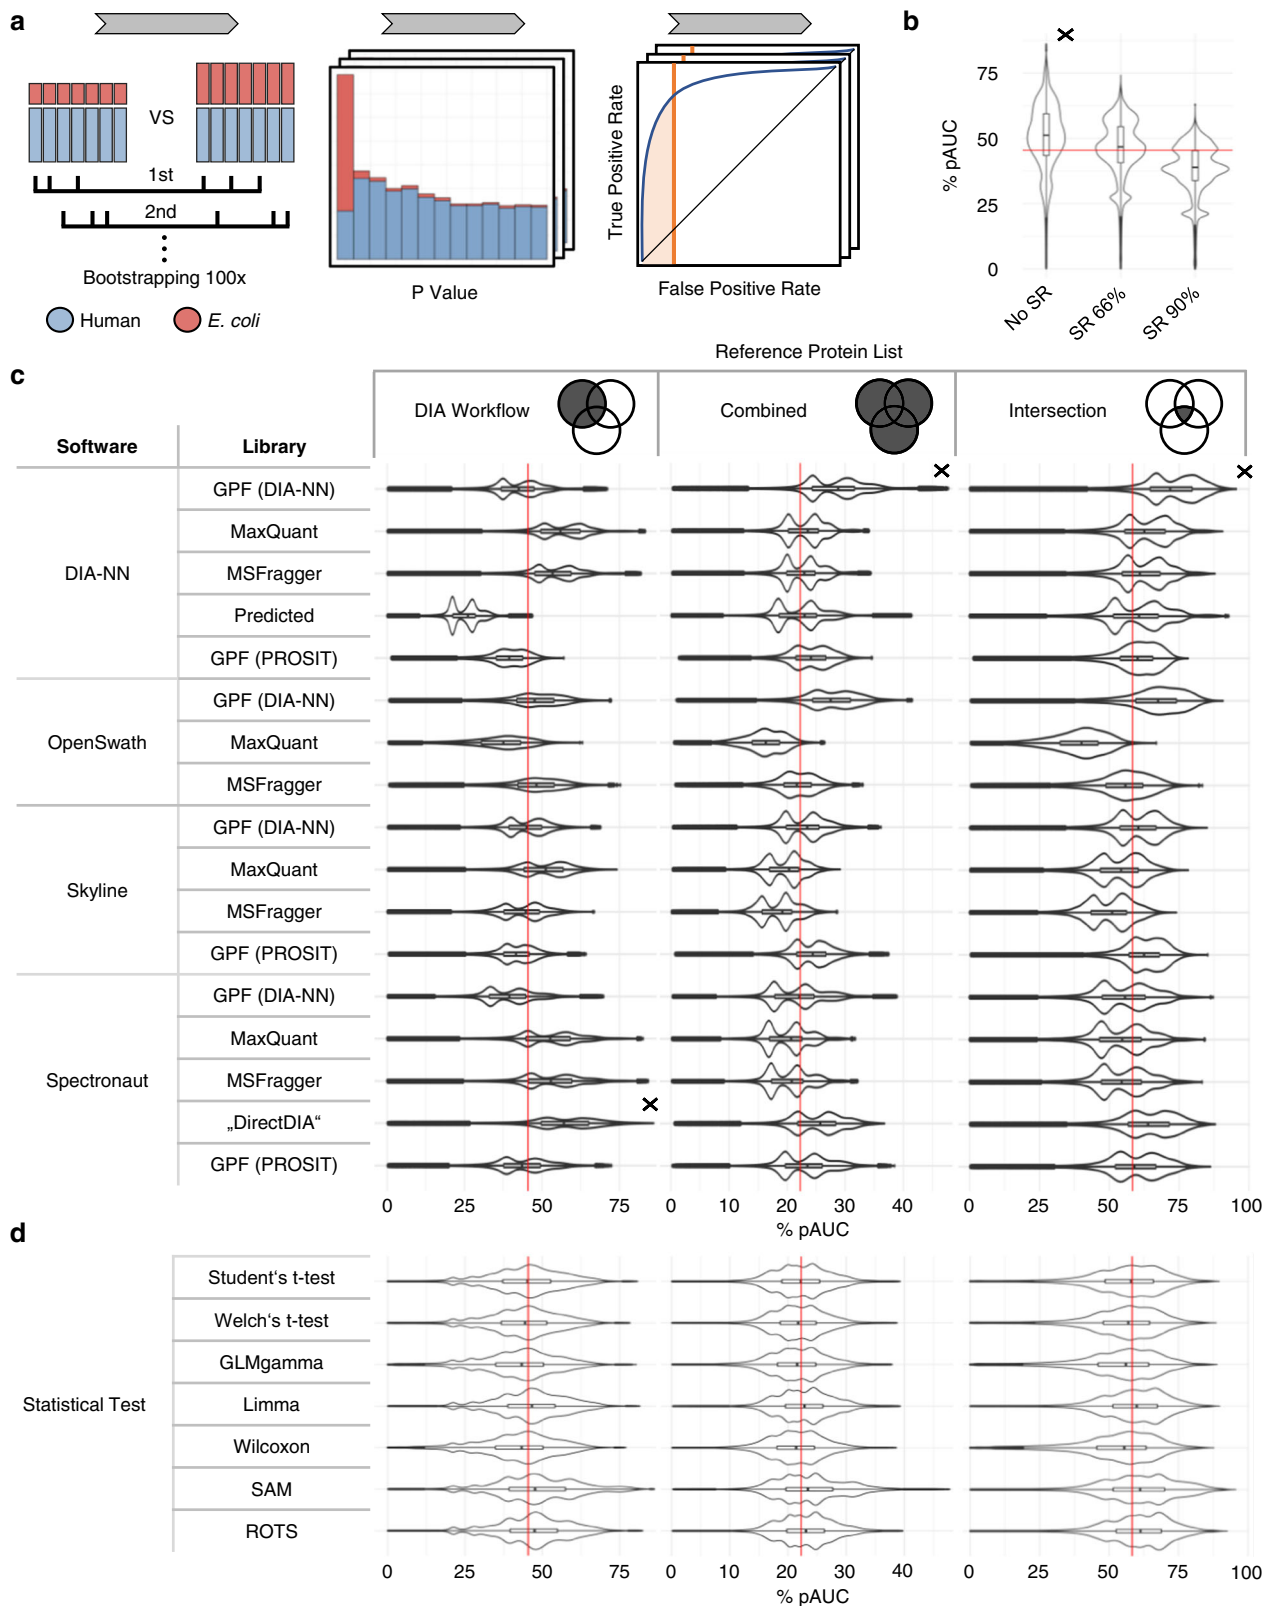 a
VS
1st
2nd
Bootstrapping 100x
Human
E. coli
P Value
True Positive Rate
False Positive Rate
b
% pAUC
75
50
25
0
No SR
SR 66%
SR 90%
c
Reference Protein List
DIA Workflow
Combined
Intersection
Software
Library
DIA-NN
GPF (DIA-NN)
MaxQuant
MSFragger
Predicted
GPF (PROSIT)
OpenSwath
GPF (DIA-NN)
MaxQuant
MSFragger
Skyline
GPF (DIA-NN)
MaxQuant
MSFragger
GPF (PROSIT)
Spectronaut
GPF (DIA-NN)
MaxQuant
MSFragger
„DirectDIA“
GPF (PROSIT)
0 25 50 75
0 10 20 30 40
0 25 50 75 100
% pAUC
d
Statistical Test
Student‘s t-test
Welch‘s t-test
GLMgamma
Limma
Wilcoxon
SAM
ROTS
0 25 50 75
0 10 20 30 40
0 25 50 75 100
% pAUC